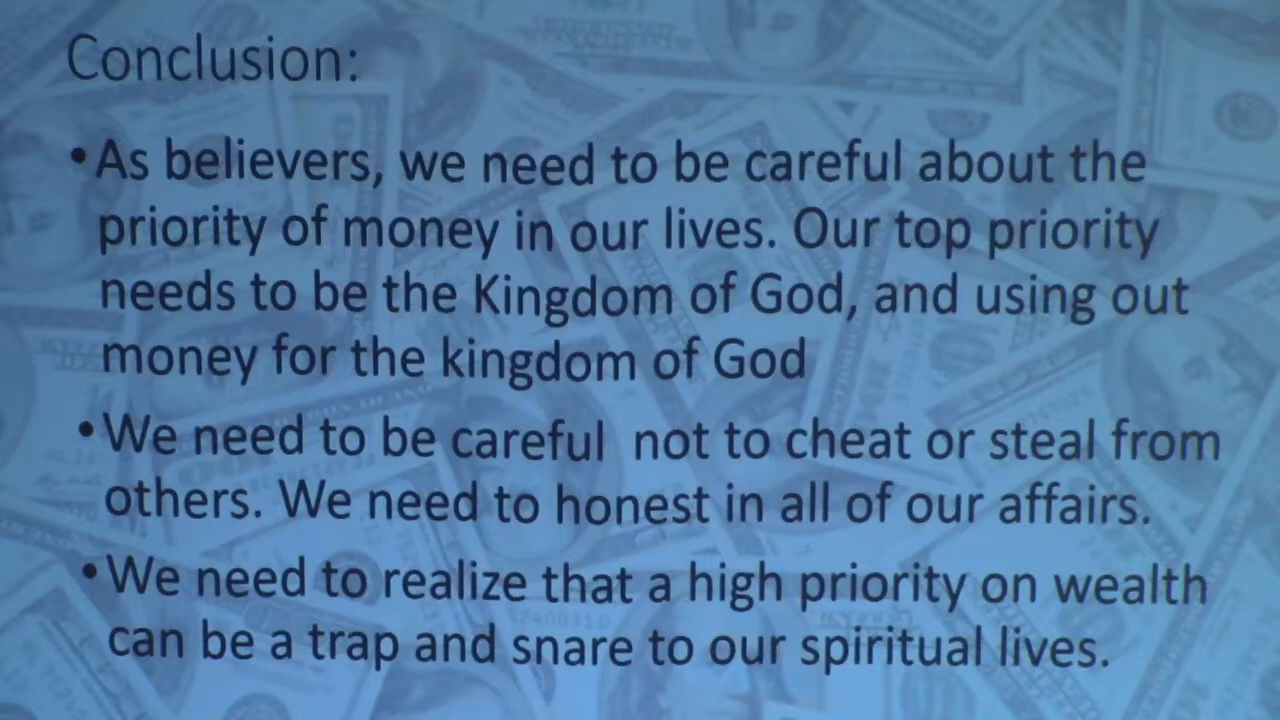 Conclusion:
•As believers, we need to be careful about the
priority of money in our lives. Our top priority
needs to be the Kingdom of God, and using out
money for the kingdom of God
•We need to be careful  not to cheat or steal from
others. We need to honest in all of our affairs.
•We need to realize that a high priority on wealth
can be a trap and snare to our spiritual lives.